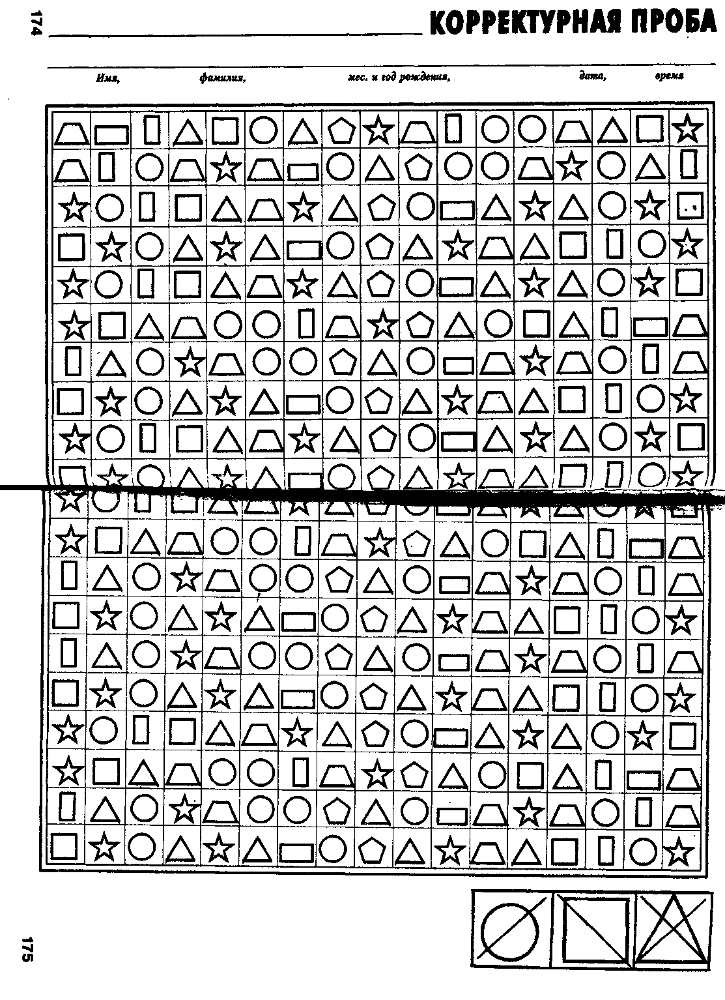 174
КОРРЕКТУРНАЯ ПРОБА
Имя, фамилия, мес. и год рождения, дата, время
175